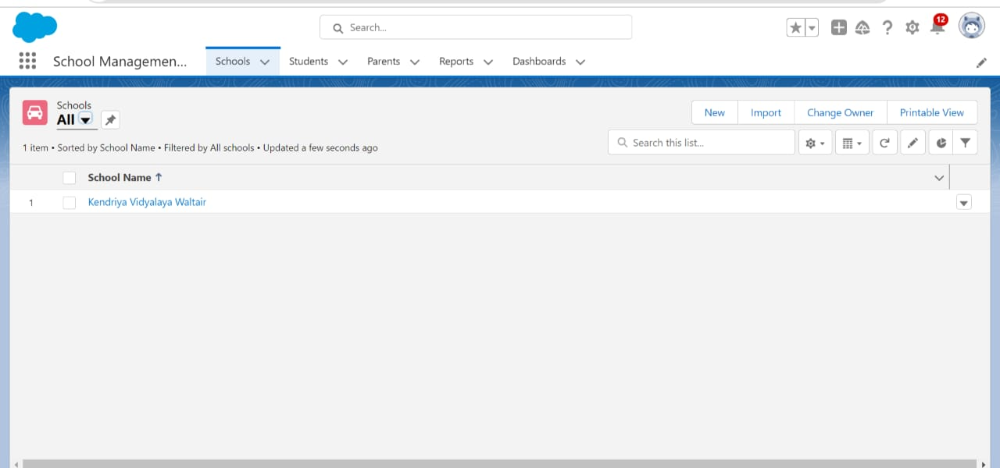 Search...
12
School Managemen...
Schools
Students
Parents
Reports
Dashboards
Schools
All
New
Import
Change Owner
Printable View
1 item • Sorted by School Name • Filtered by All schools • Updated a few seconds ago
Search this list...
School Name ↑
1
Kendriya Vidyalaya Waltair